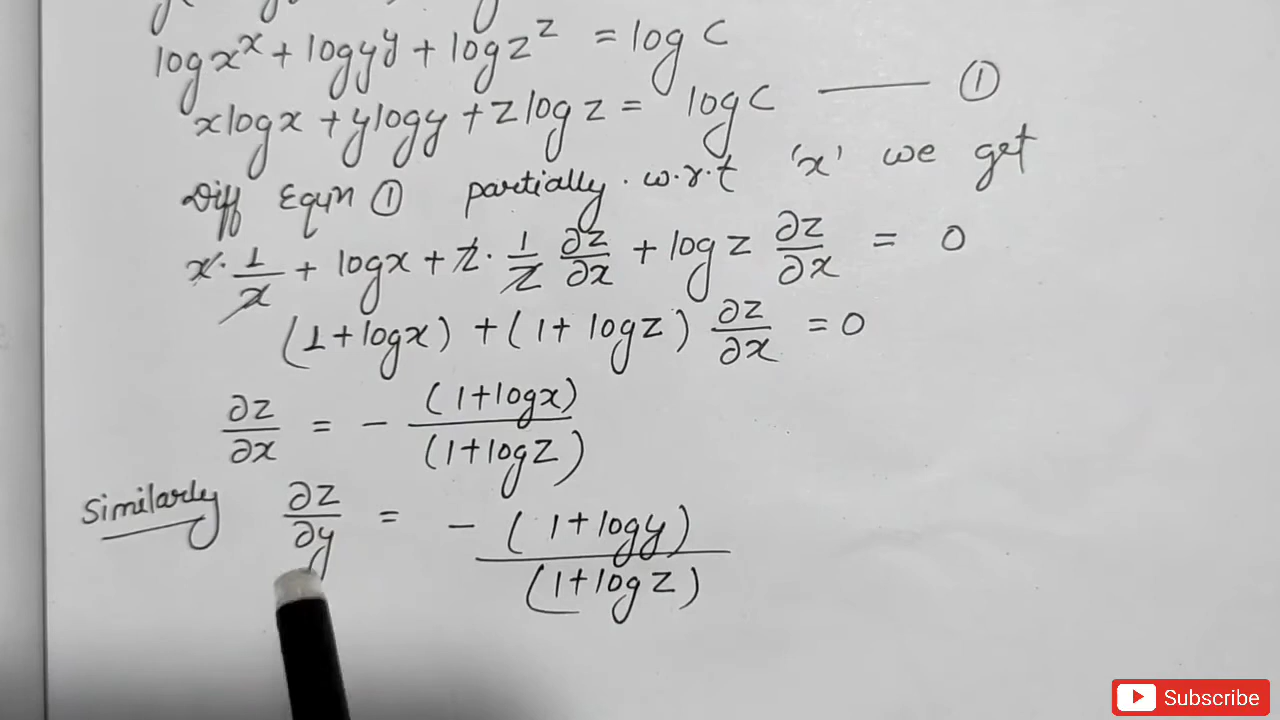 log x^x + log y^y + log z^z = log c
x log x + y log y + z log z = log c —— ①
Diff Eqn ① partially. w.r.t 'x' we get
x · 1/x + log x + z · 1/z ∂z/∂x + log z ∂z/∂x = 0
(1 + log x) + (1 + log z) ∂z/∂x = 0
∂z/∂x = - (1+log x)/(1+log z)
Similarly ∂z/∂y = - (1+log y)/(1+log z)
Subscribe